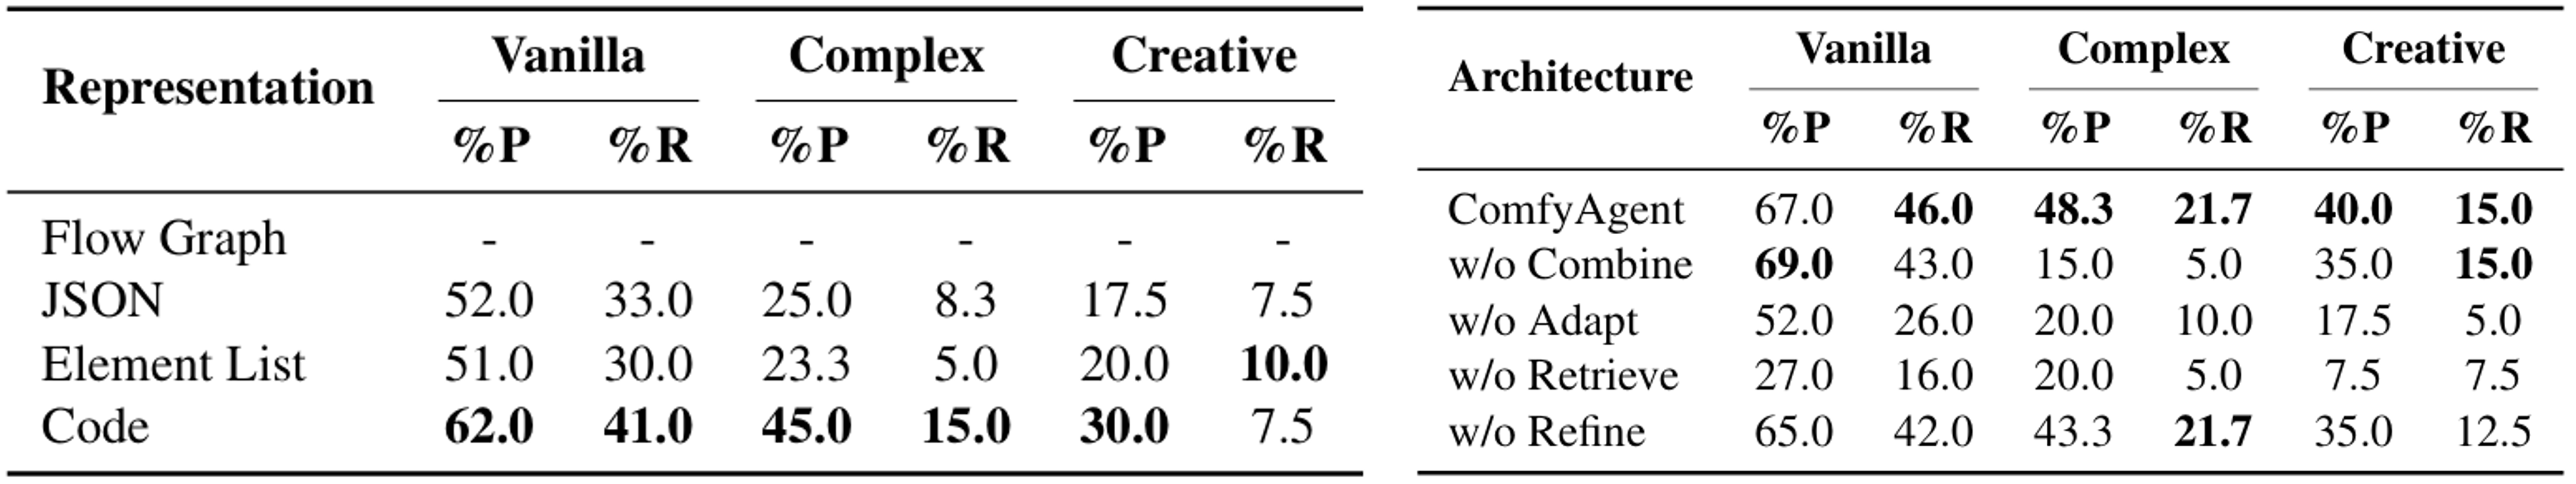 Representation Vanilla Complex Creative
%P %R %P %R %P %R
Flow Graph - - - - - -
JSON 52.0 33.0 25.0 8.3 17.5 7.5
Element List 51.0 30.0 23.3 5.0 20.0 10.0
Code 62.0 41.0 45.0 15.0 30.0 7.5
Architecture Vanilla Complex Creative
%P %R %P %R %P %R
ComfyAgent 67.0 46.0 48.3 21.7 40.0 15.0
w/o Combine 69.0 43.0 15.0 5.0 35.0 15.0
w/o Adapt 52.0 26.0 20.0 10.0 17.5 5.0
w/o Retrieve 27.0 16.0 20.0 5.0 7.5 7.5
w/o Refine 65.0 42.0 43.3 21.7 35.0 12.5